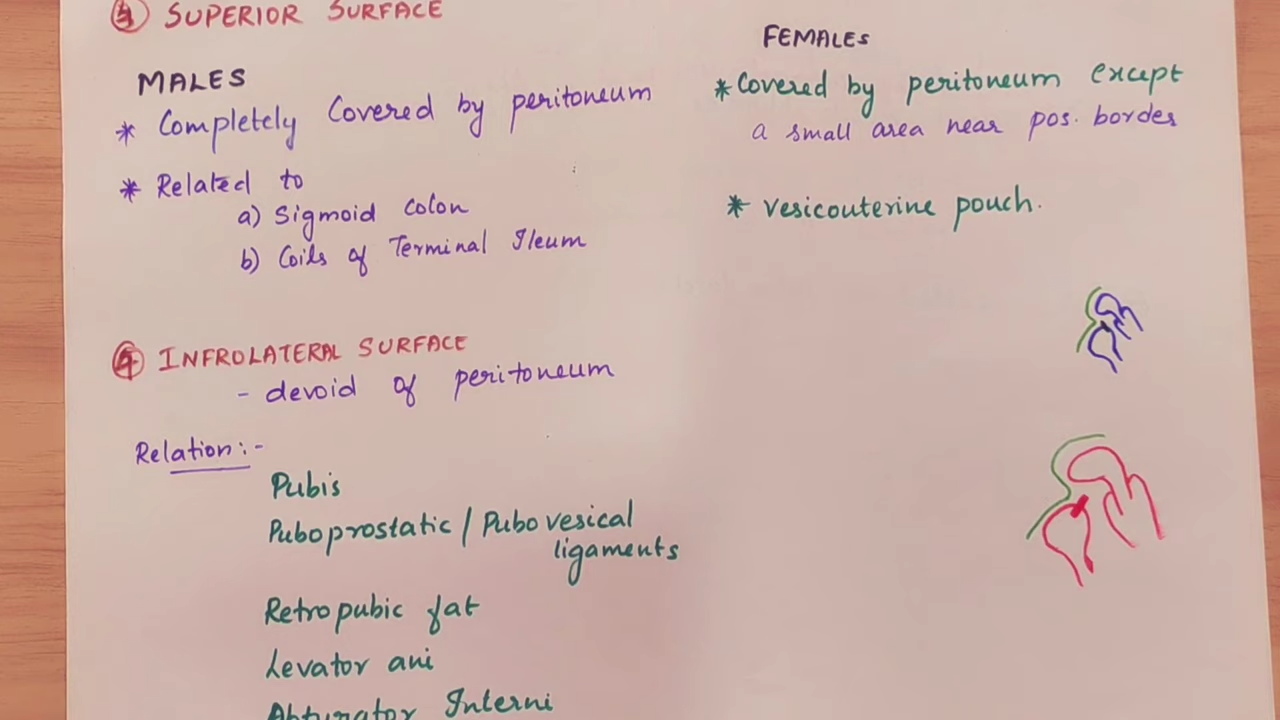 3 SUPERIOR SURFACE
MALES
* Completely Covered by peritoneum
* Related to
a) Sigmoid colon
b) Coils of Terminal Ileum
FEMALES
* Covered by peritoneum except
a small area near pos. border
* vesicouterine pouch.
4 INFROLATERAL SURFACE
- devoid of peritoneum
Relation:-
Pubis
Puboprostatic / Pubovesical
ligaments
Retropubic fat
Levator ani
Obturator Interni